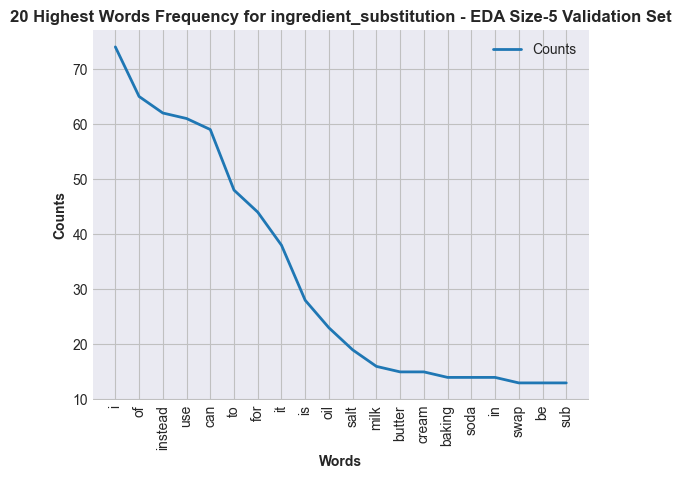 20 Highest Words Frequency for ingredient_substitution - EDA Size-5 Validation Set
Counts
70
60
50
40
30
20
10
Counts
i
of
instead
use
can
to
for
it
is
oil
salt
milk
butter
cream
baking
soda
in
swap
be
sub
Words